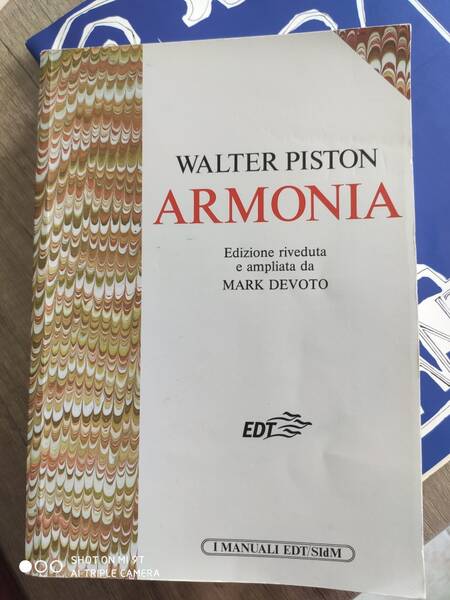 WALTER PISTON
ARMONIA
Edizione riveduta
e ampliata da
MARK DEVOTO
EDT
I MANUALI EDT/SIdM
SHOT ON MI 9T
AI TRIPLE CAMERA